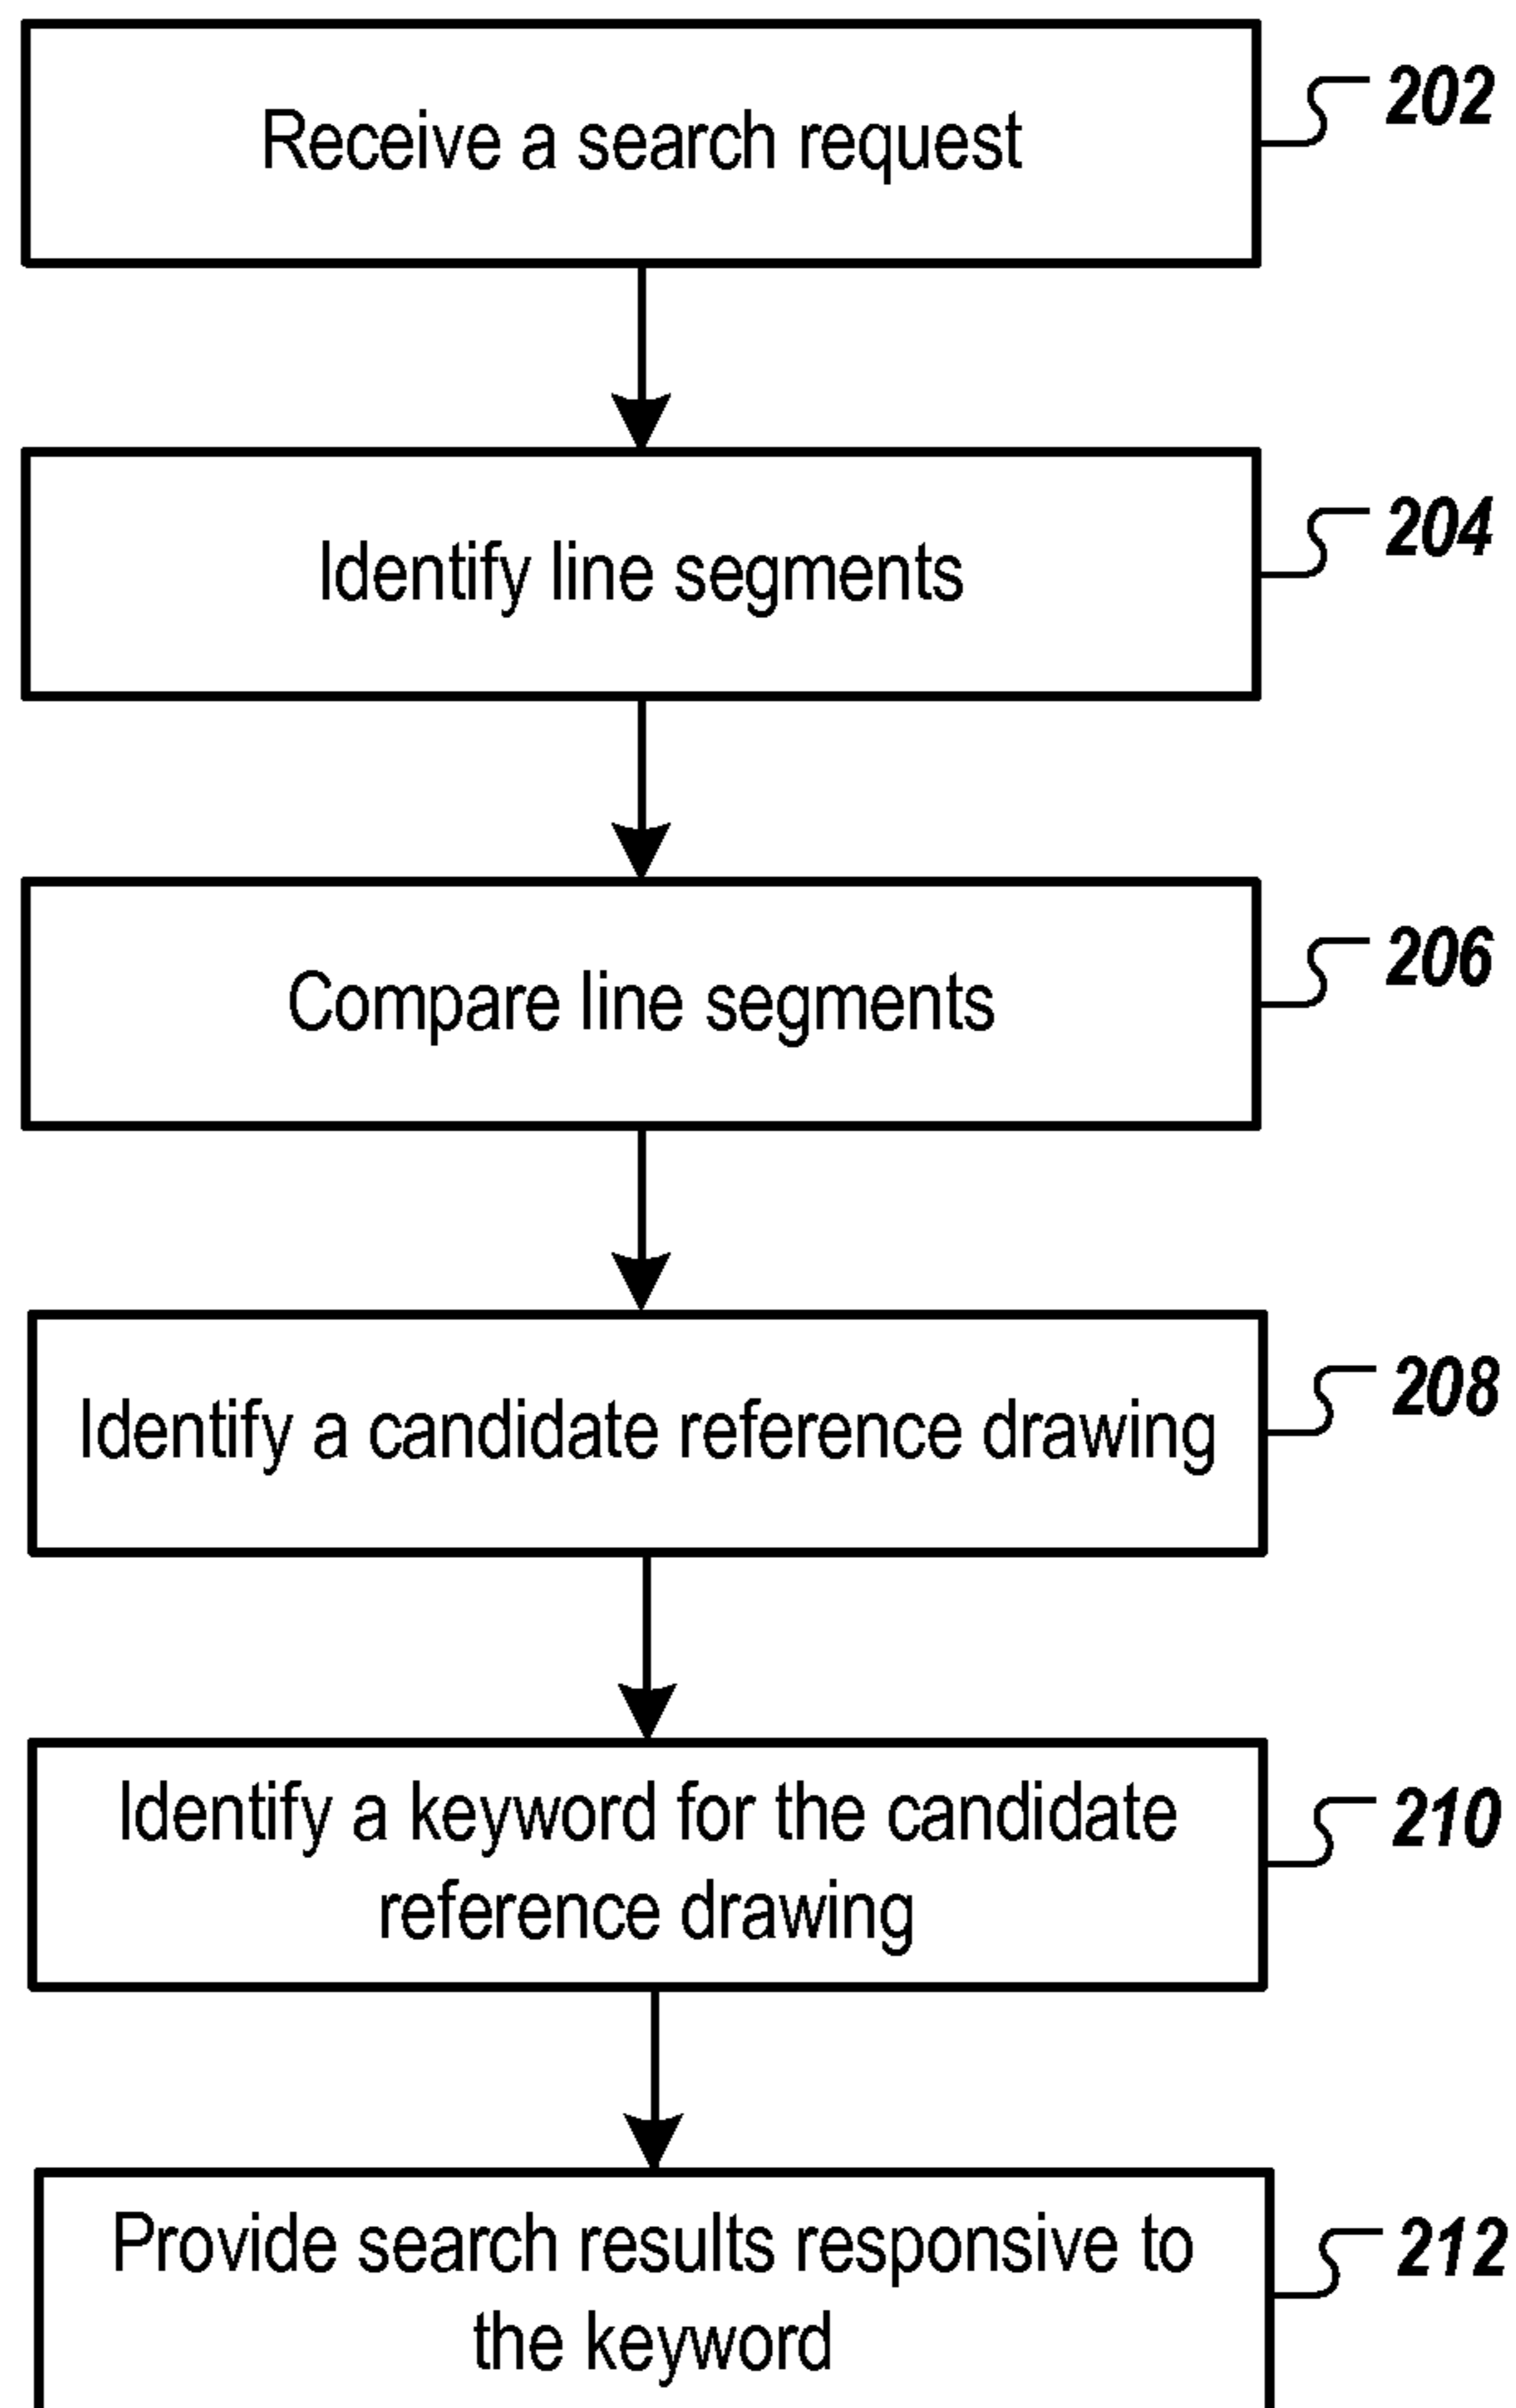 Receive a search request
202
Identify line segments
204
Compare line segments
206
Identify a candidate reference drawing
208
Identify a keyword for the candidate
reference drawing
210
Provide search results responsive to
the keyword
212